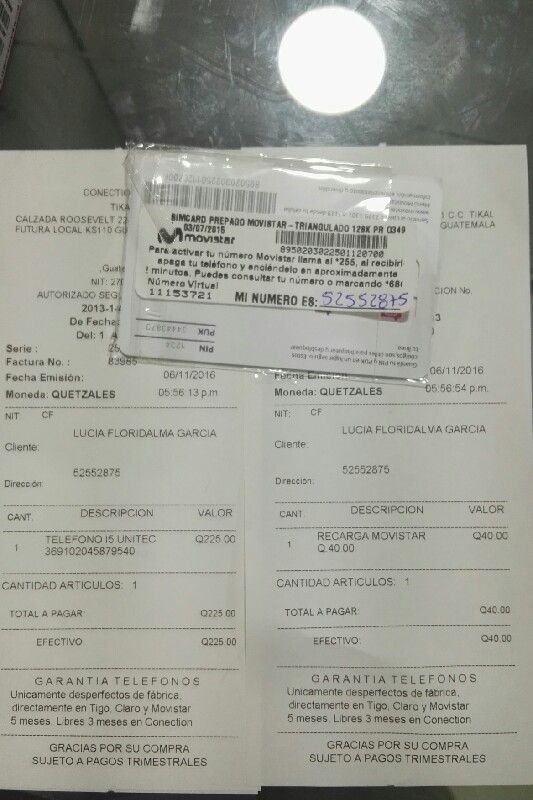 CONECTIO
TIKA
CALZADA ROOSEVELT 22
FUTURA LOCAL KS110 GU
,Guate
NIT: 270
AUTORIZADO SEGU
2013-1-
De Fecha:
Del: 1 A
Serie :
Factura No. : 83985
Fecha Emisión: 06/11/2016
05:56:13 p.m.
Moneda: QUETZALES
NIT: CF
LUCIA FLORIDALMA GARCIA
Cliente:
52552875
Dirección:
CANT. DESCRIPCION VALOR
1 TELEFONO I5 UNITEC Q225.00
369102045879540
CANTIDAD ARTICULOS: 1
TOTAL A PAGAR: Q225.00
EFECTIVO Q225.00
GARANTIA TELEFONOS
Unicamente desperfectos de fábrica,
directamente en Tigo, Claro y Movistar
5 meses. Libres 3 meses en Conection
GRACIAS POR SU COMPRA
SUJETO A PAGOS TRIMESTRALES
SIMCARD PREPAGO MOVISTAR - TRIANGULADO 128K PR 0349
03/07/2015
movistar
8950203022501120700
Para activar tu número Movistar llama al *255, al recibirl
apaga tu teléfono y enciéndelo en aproximadamente
! minutos. Puedes consultar tu número o marcando *68
Número Virtual
11153721 MI NUMERO ES: 52552875
PUK
PIN 1234
1 C.C. TIKAL
GUATEMALA
CION No.
3
Fecha Emisión: 06/11/2016
05:56:54 p.m.
Moneda: QUETZALES
NIT: CF
LUCIA FLORIDALVA GARCIA
Cliente:
52552875
Dirección:
CANT. DESCRIPCION VALOR
1 RECARGA MOVISTAR Q40.00
Q.40.00
CANTIDAD ARTICULOS: 1
TOTAL A PAGAR: Q40.00
EFECTIVO: Q40.00
GARANTIA TELEFONOS
Unicamente desperfectos de fábrica,
directamente en Tigo, Claro y Movistar
5 meses. Libres 3 meses en Conection
GRACIAS POR SU COMPRA
SUJETO A PAGOS TRIMESTRALES